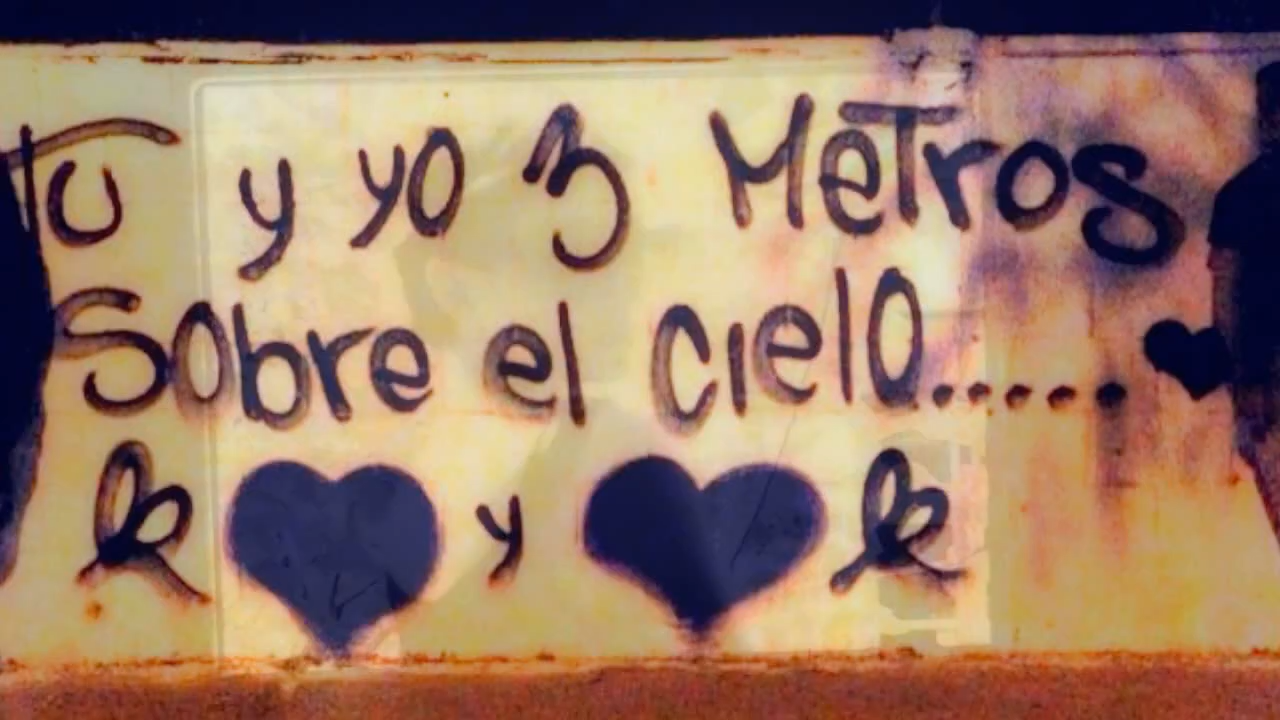 Tu y yo 3 Metros
Sobre el cielo......
k y k